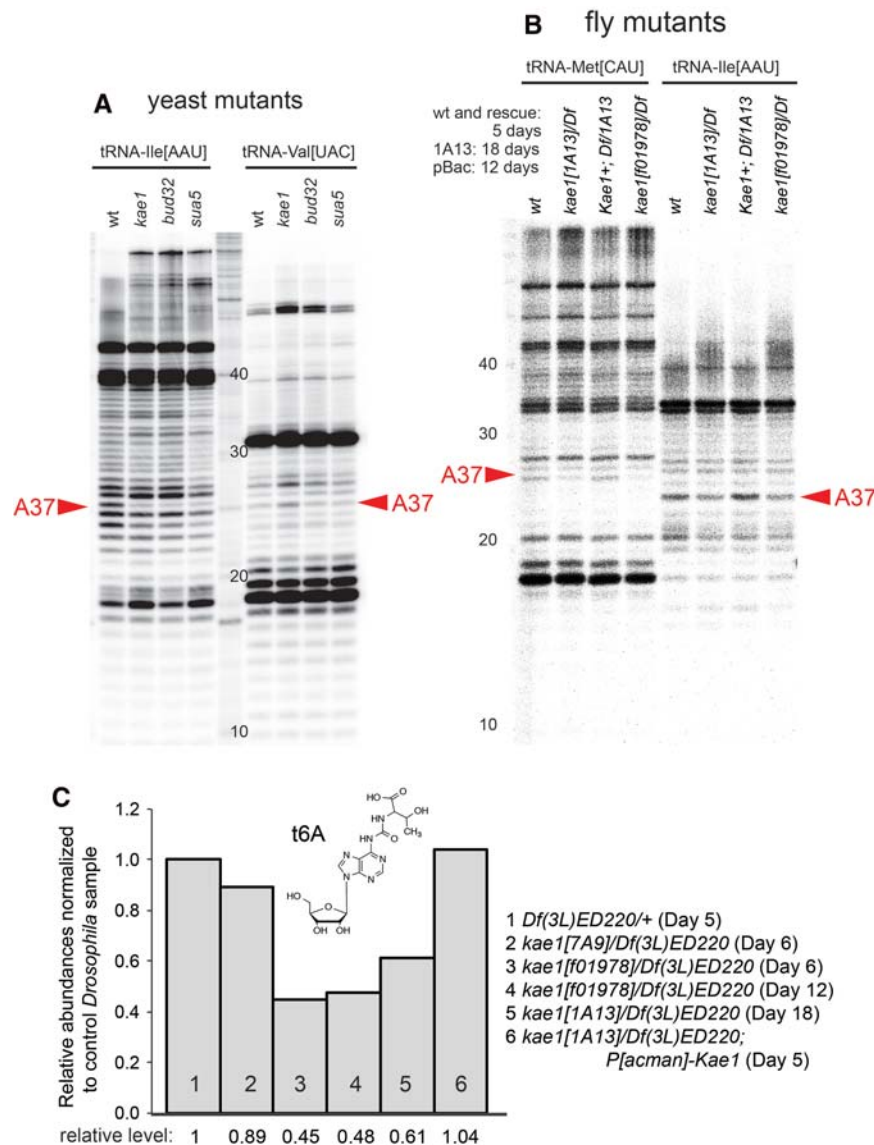 A yeast mutants
tRNA-Ile[AAU] tRNA-Val[UAC]
wt kae1 bud32 sua5 wt kae1 bud32 sua5
40
30
20
10
A37
A37
B fly mutants
tRNA-Met[CAU] tRNA-Ile[AAU]
wt and rescue:
5 days
1A13: 18 days
pBac: 12 days
wt kae1[1A13]/Df Kae1+; Df/1A13 kae1[f01978]/Df wt kae1[1A13]/Df Kae1+; Df/1A13 kae1[f01978]/Df
40
30
20
10
A37
A37
C
Relative abundances normalized
to control Drosophila sample
1.2
1.0
0.8
0.6
0.4
0.2
0.0
t6A
HO O
OH
HN CH3
NH O
N N
N N
HO O
OH OH
1 2 3 4 5 6
relative level: 1 0.89 0.45 0.48 0.61 1.04
1 Df(3L)ED220/+ (Day 5)
2 kae1[7A9]/Df(3L)ED220 (Day 6)
3 kae1[f01978]/Df(3L)ED220 (Day 6)
4 kae1[f01978]/Df(3L)ED220 (Day 12)
5 kae1[1A13]/Df(3L)ED220 (Day 18)
6 kae1[1A13]/Df(3L)ED220;
P[acman]-Kae1 (Day 5)